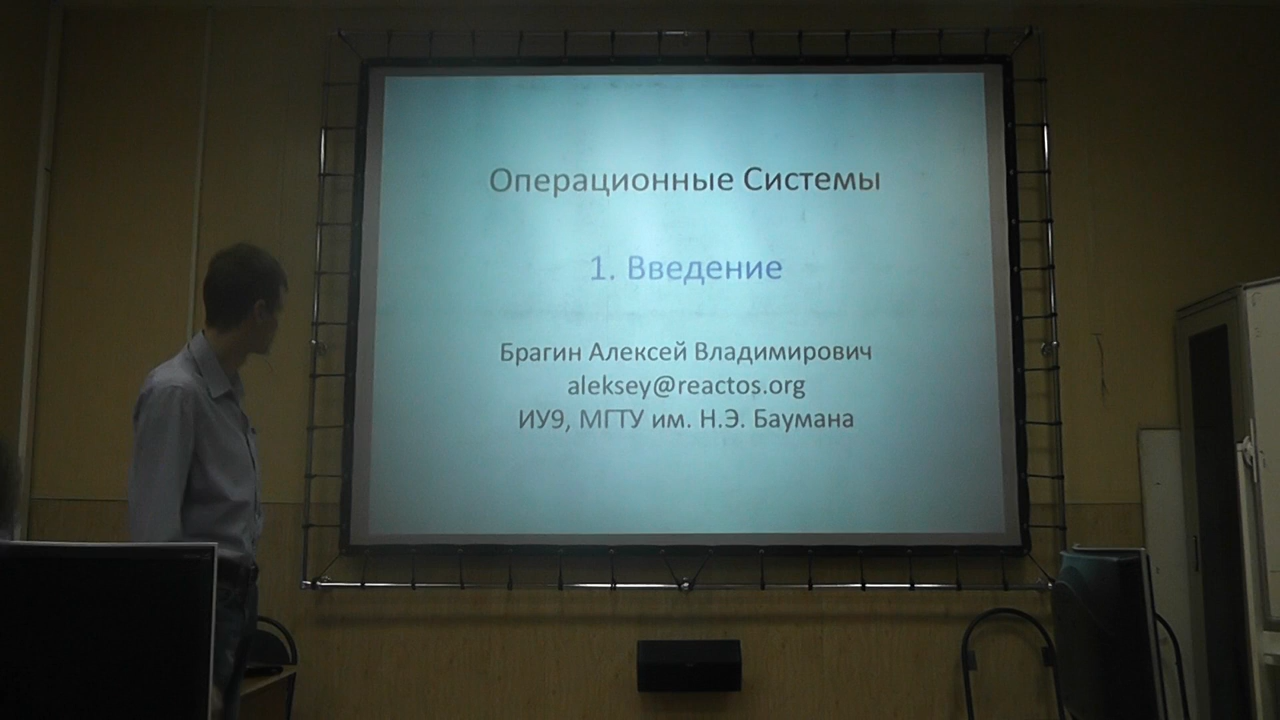 Операционные Системы
1. Введение
Брагин Алексей Владимирович
aleksey@reactos.org
ИУ9, МГТУ им. Н.Э. Баумана